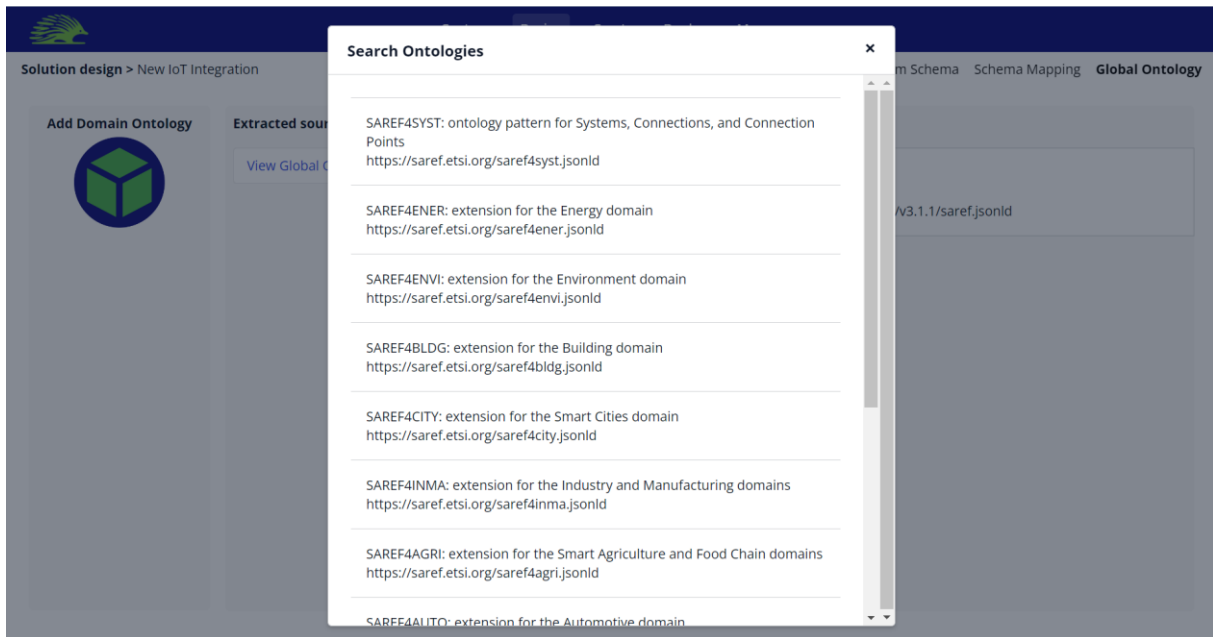 Search Ontologies
×
Solution design > New IoT Integration
m Schema Schema Mapping Global Ontology
Add Domain Ontology
Extracted sour
View Global
/v3.1.1/saref.jsonld
SAREF4SYST: ontology pattern for Systems, Connections, and Connection
Points
https://saref.etsi.org/saref4syst.jsonld
SAREF4ENER: extension for the Energy domain
https://saref.etsi.org/saref4ener.jsonld
SAREF4ENVI: extension for the Environment domain
https://saref.etsi.org/saref4envi.jsonld
SAREF4BLDG: extension for the Building domain
https://saref.etsi.org/saref4bldg.jsonld
SAREF4CITY: extension for the Smart Cities domain
https://saref.etsi.org/saref4city.jsonld
SAREF4INMA: extension for the Industry and Manufacturing domains
https://saref.etsi.org/saref4inma.jsonld
SAREF4AGRI: extension for the Smart Agriculture and Food Chain domains
https://saref.etsi.org/saref4agri.jsonld
SAREF4AUTO: extension for the Automotive domain